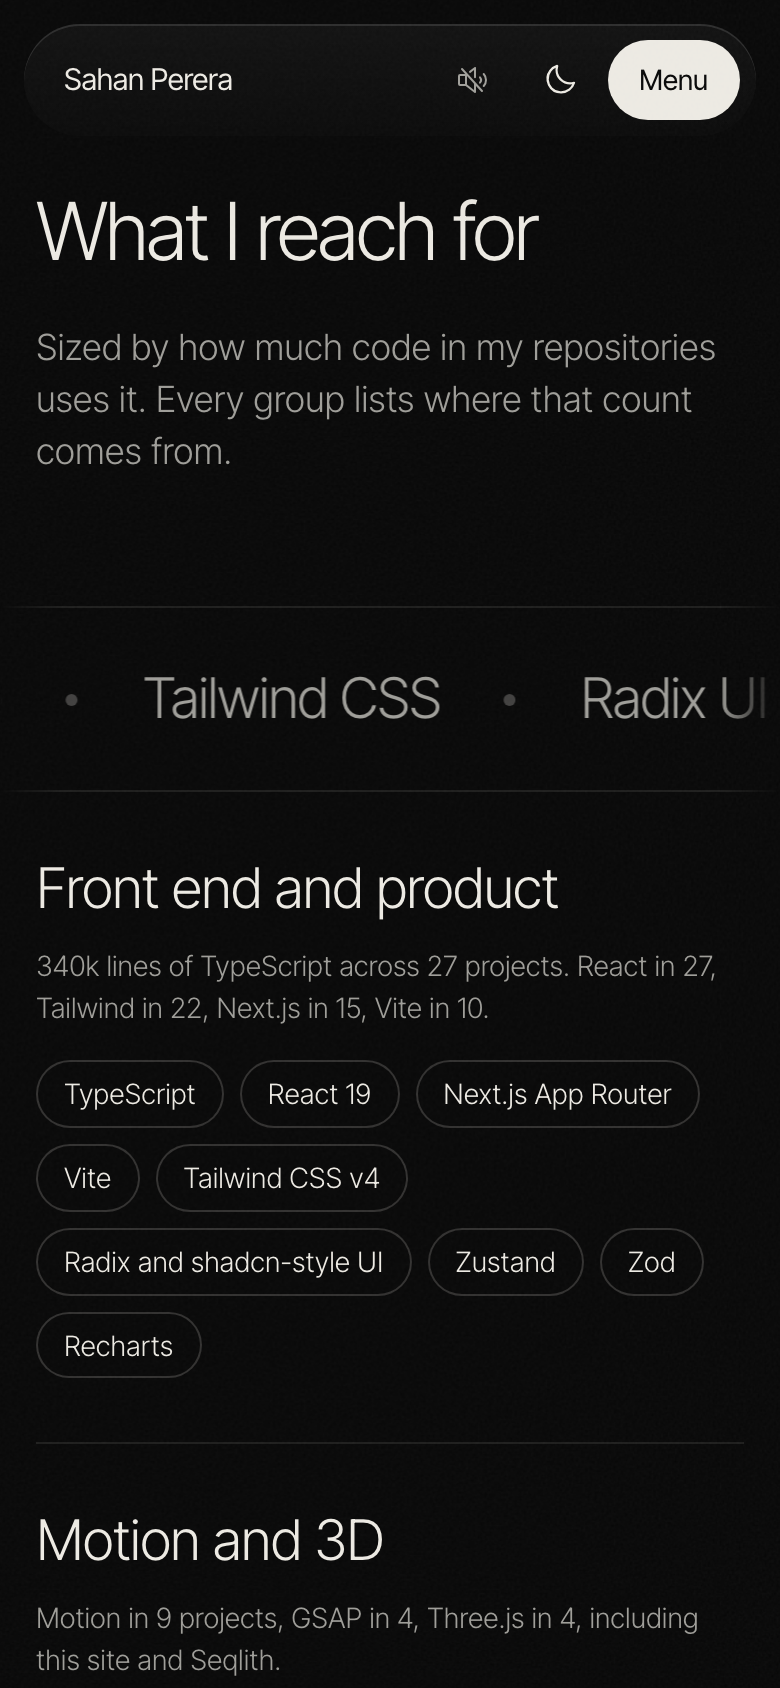 Sahan Perera
Menu
What I reach for
Sized by how much code in my repositories
uses it. Every group lists where that count
comes from.
• Tailwind CSS • Radix UI
Front end and product
340k lines of TypeScript across 27 projects. React in 27,
Tailwind in 22, Next.js in 15, Vite in 10.
TypeScript React 19 Next.js App Router
Vite Tailwind CSS v4
Radix and shadcn-style UI Zustand Zod
Recharts
Motion and 3D
Motion in 9 projects, GSAP in 4, Three.js in 4, including
this site and Seqlith.